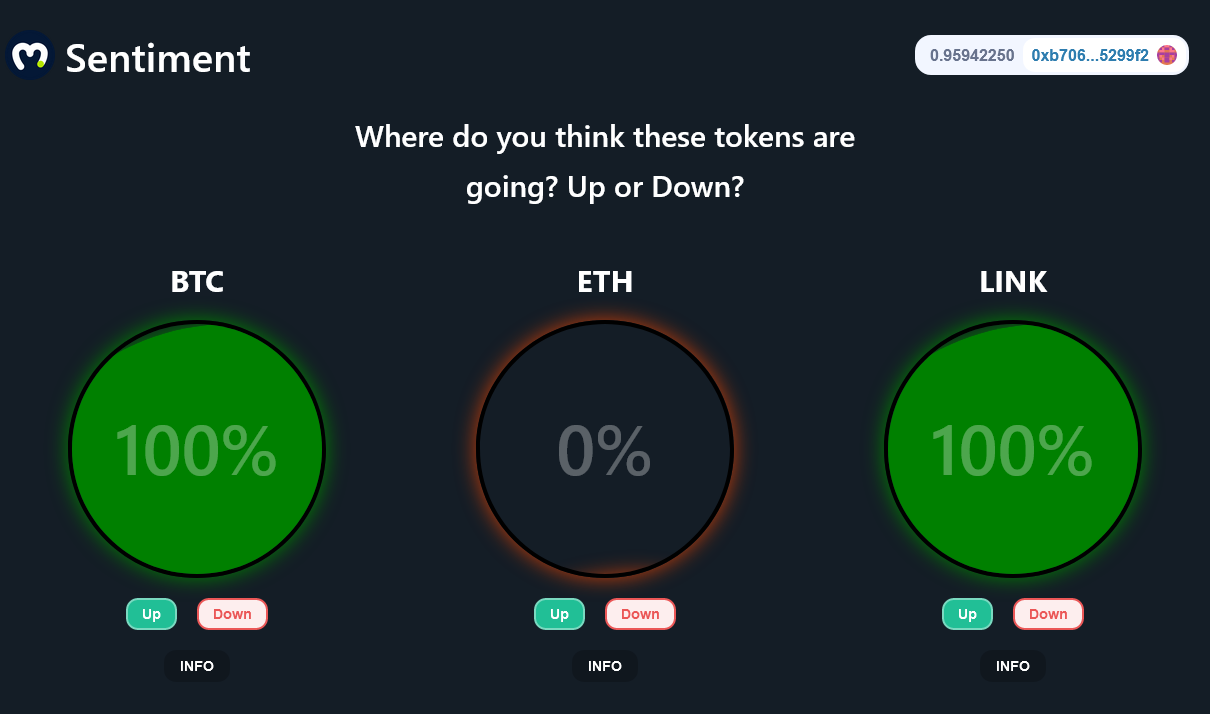 Sentiment
0.95942250 0xb706...5299f2
Where do you think these tokens are
going? Up or Down?
BTC ETH LINK
100% 0% 100%
Up Down Up Down Up Down
INFO INFO INFO